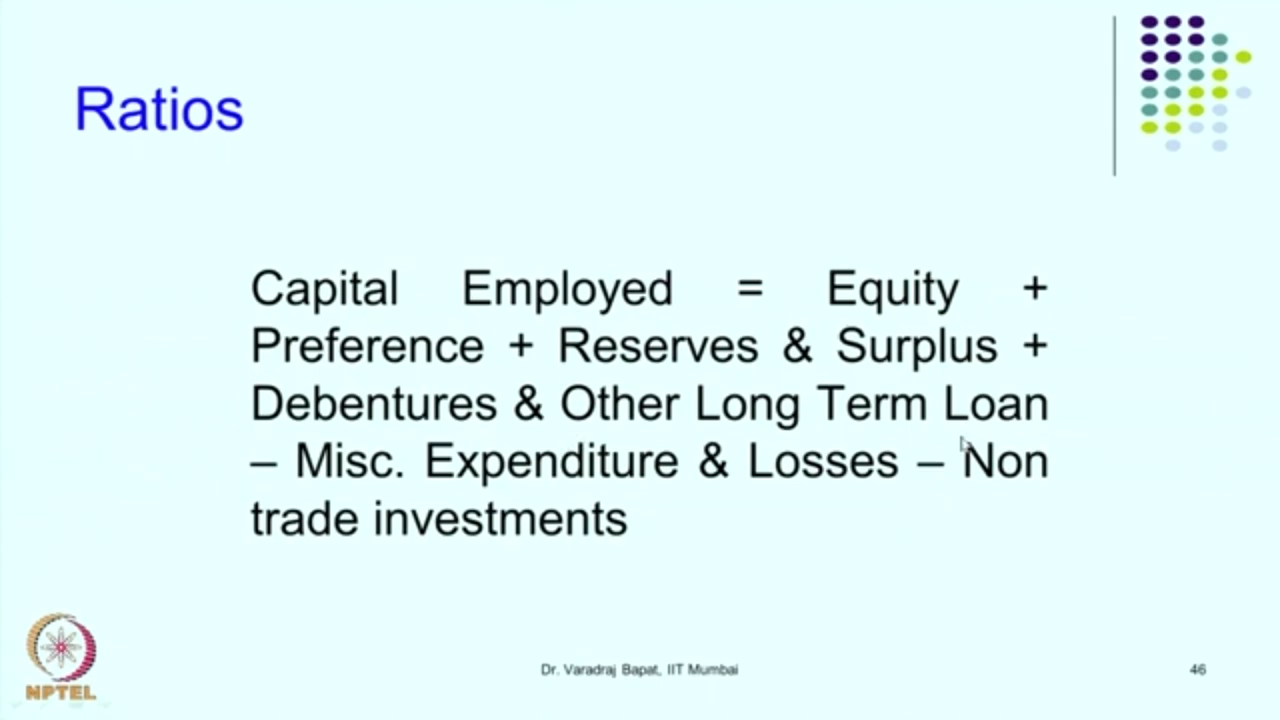 Ratios
Capital Employed = Equity +
Preference + Reserves & Surplus +
Debentures & Other Long Term Loan
– Misc. Expenditure & Losses – Non
trade investments
NPTEL
Dr. Varadraj Bapat, IIT Mumbai
46